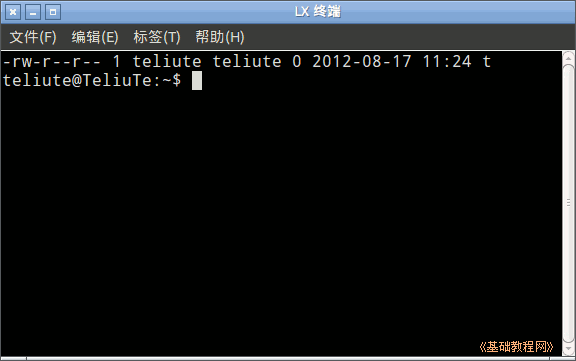 LX 终端
文件(F) 编辑(E) 标签(T) 帮助(H)
-rw-r--r-- 1 teliute teliute 0 2012-08-17 11:24 t
teliute@TeliuTe:~$
《基础教程网》